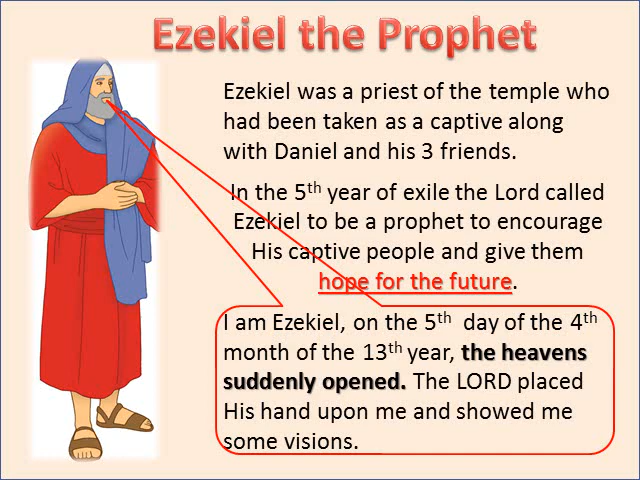 Ezekiel the Prophet
Ezekiel was a priest of the temple who
had been taken as a captive along
with Daniel and his 3 friends.
In the 5th year of exile the Lord called
Ezekiel to be a prophet to encourage
His captive people and give them
hope for the future.
I am Ezekiel, on the 5th day of the 4th
month of the 13th year, the heavens
suddenly opened. The LORD placed
His hand upon me and showed me
some visions.